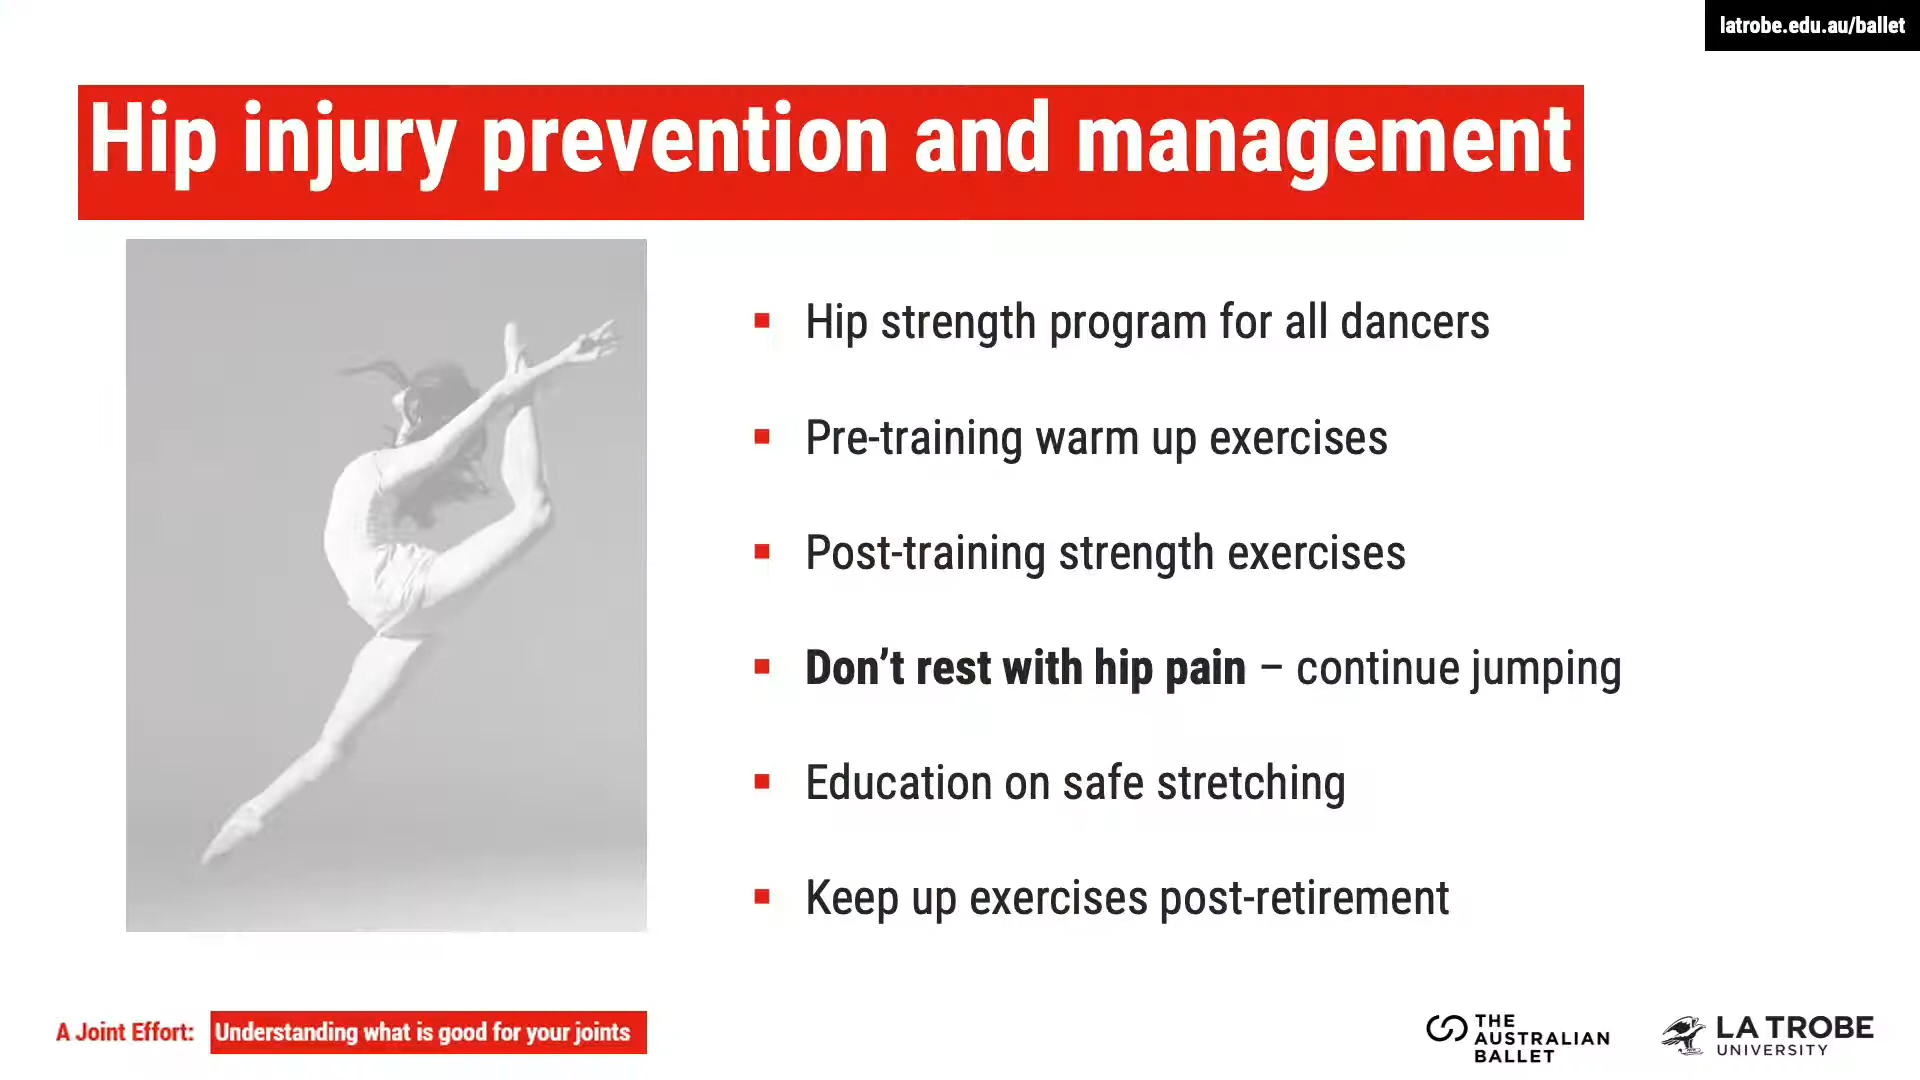 latrobe.edu.au/ballet
Hip injury prevention and management
Hip strength program for all dancers
Pre-training warm up exercises
Post-training strength exercises
Don't rest with hip pain – continue jumping
Education on safe stretching
Keep up exercises post-retirement
A Joint Effort: Understanding what is good for your joints
THE
AUSTRALIAN
BALLET
LA TROBE
UNIVERSITY